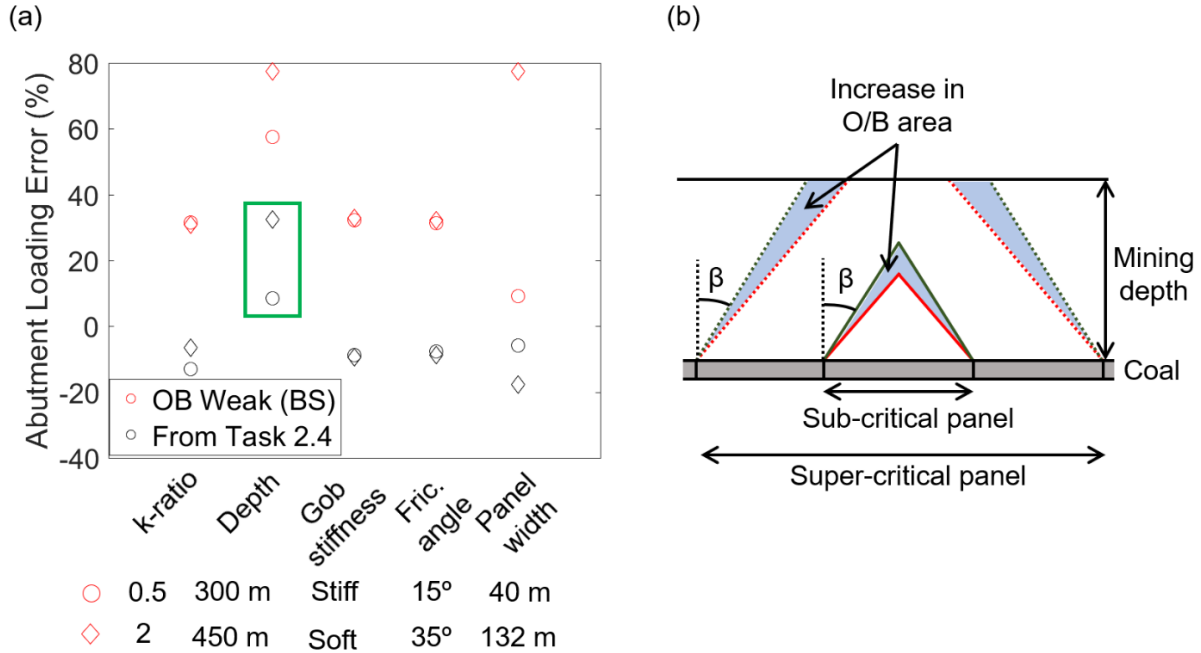 (a)
Abutment Loading Error (%)
80
60
40
20
0
-20
-40
OB Weak (BS)
From Task 2.4
k-ratio
Depth
Gob
stiffness
Fric.
angle
Panel
width
0.5 300 m Stiff 15º 40 m
2 450 m Soft 35º 132 m
(b)
Increase in
O/B area
β
β
Mining
depth
Coal
Sub-critical panel
Super-critical panel